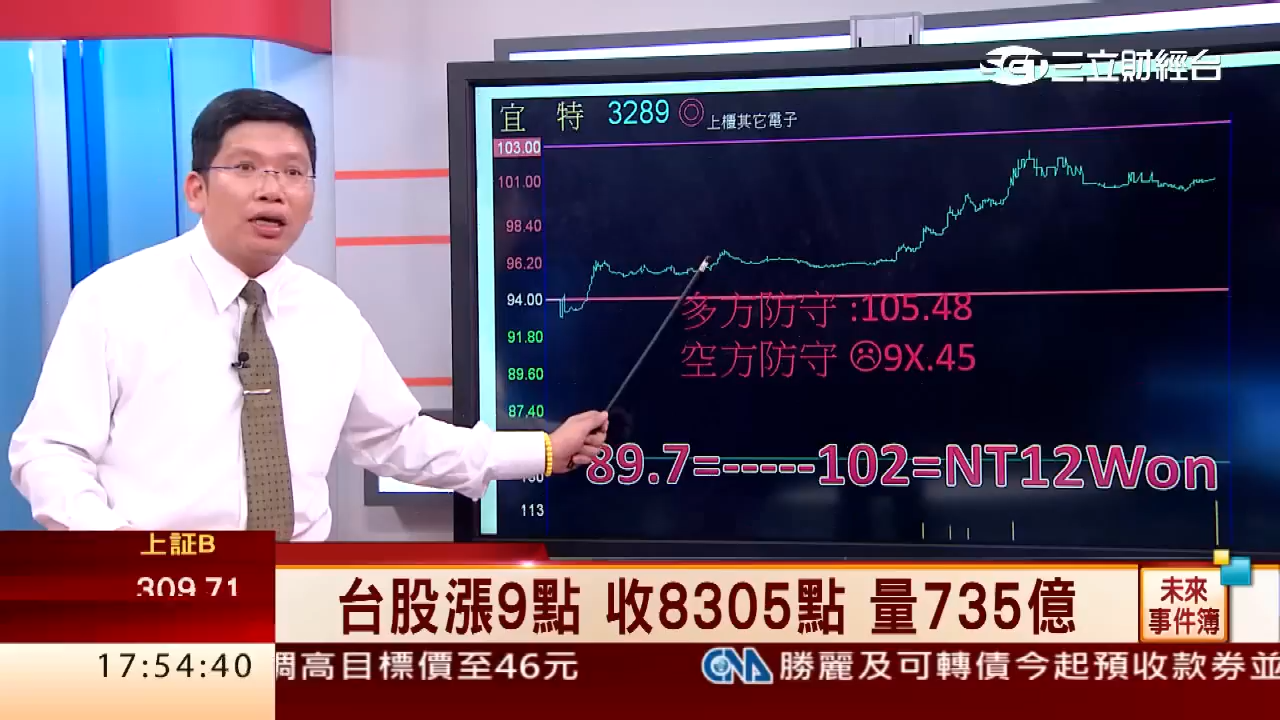 三立財經台
宜 特 3289 ◎ 上櫃其它電子
103.00
101.00
98.40
96.20
94.00
91.80
89.60
87.40
多方防守 :105.48
空方防守 ☹9X.45
89.7=-----102=NT12Won
113
上証B
309.71
台股漲9點 收8305點 量735億
未來
事件簿
17:54:40
調高目標價至46元
CNA 勝麗及可轉債今起預收款券並